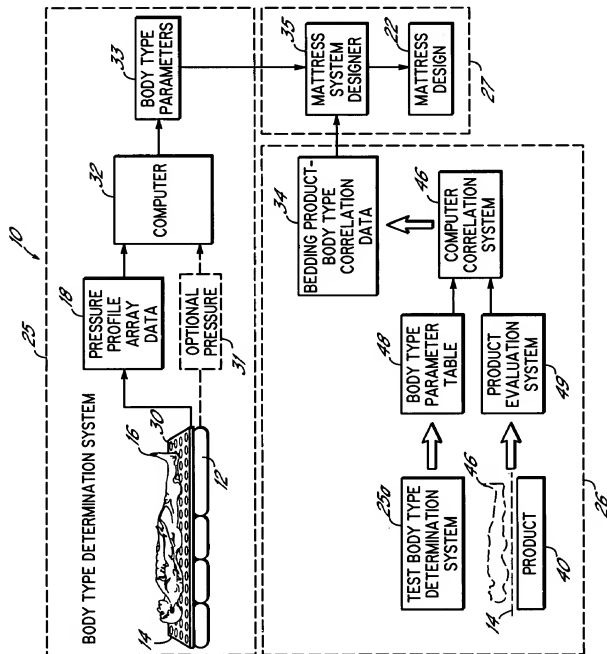 10
25
BODY TYPE DETERMINATION SYSTEM
14
16
30
12
18
PRESSURE
PROFILE
ARRAY
DATA
OPTIONAL
PRESSURE
31
32
COMPUTER
33
BODY TYPE
PARAMETERS
34
BEDDING PRODUCT-
BODY TYPE
CORRELATION
DATA
35
MATTRESS
SYSTEM
DESIGNER
22
MATTRESS
DESIGN
27
25a
TEST BODY TYPE
DETERMINATION
SYSTEM
48
BODY TYPE
PARAMETER
TABLE
46
COMPUTER
CORRELATION
SYSTEM
14
46
PRODUCT
40
PRODUCT
EVALUATION
SYSTEM
49
26